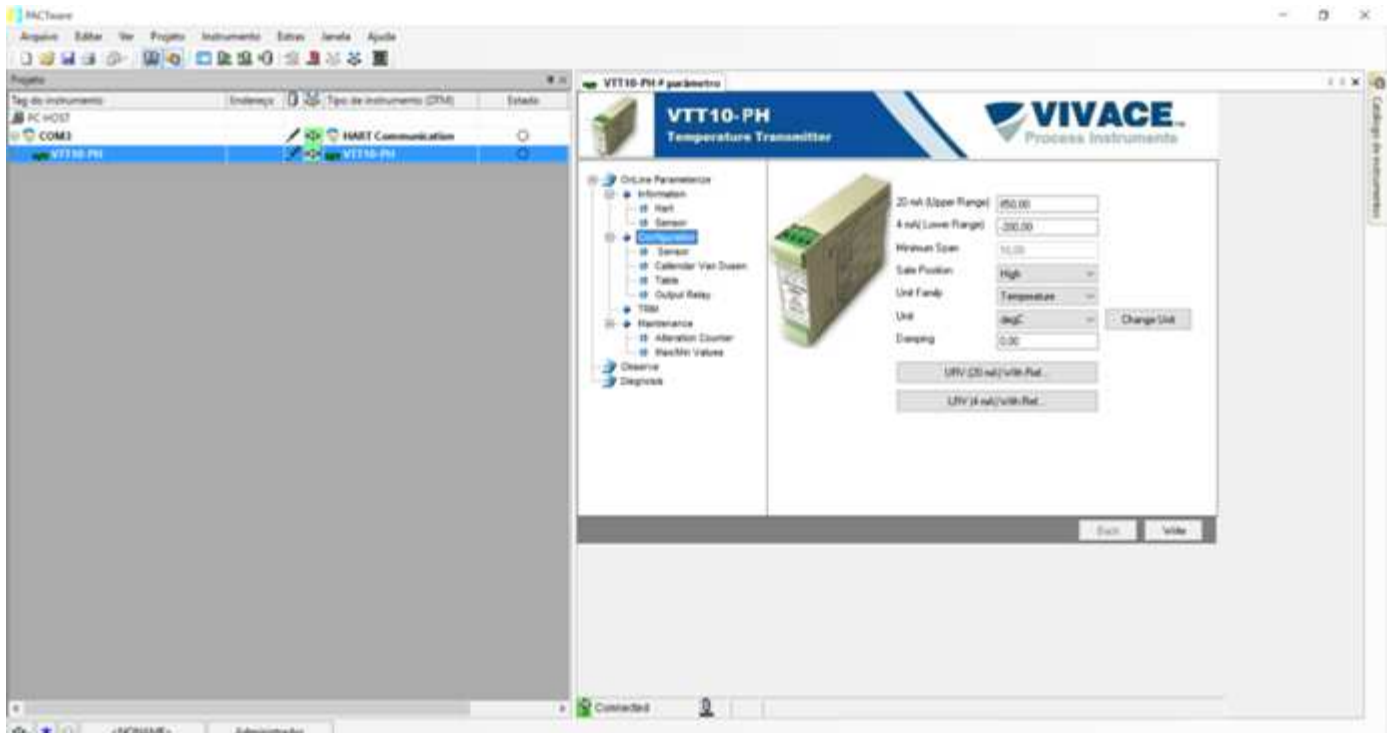 PACTware
Arquivo Editar Ver Projeto Instrumento Extras Janela Ajuda
Projeto
Tag do instrumento Endereço Tipo de instrumento (DTM) Estado
PC HOST
COM3 HART Communication
VTT10-PH VTT10-PH
VTT10-PH # parâmetro
VTT10-PH
Temperature Transmitter
VIVACE
Process Instruments
Catálogo de instrumentos
OnLine Parameterize
Information
Hart
Sensor
Configuration
Sensor
Callendar Van Dusen
Table
Output Relay
TRIM
Maintenance
Alteration Counter
Max/Min Values
Observe
Diagnosis
20 mA (Upper Range) 850,00
4 mA( Lower Range) -200,00
Minimum Span 10,00
Safe Position High
Unit Family Temperature
Unit degC Change Unit
Damping 0,00
URV (20 mA) With Ref...
LRV (4 mA) With Ref...
Back Write
Connected
<NONAME> Administrador